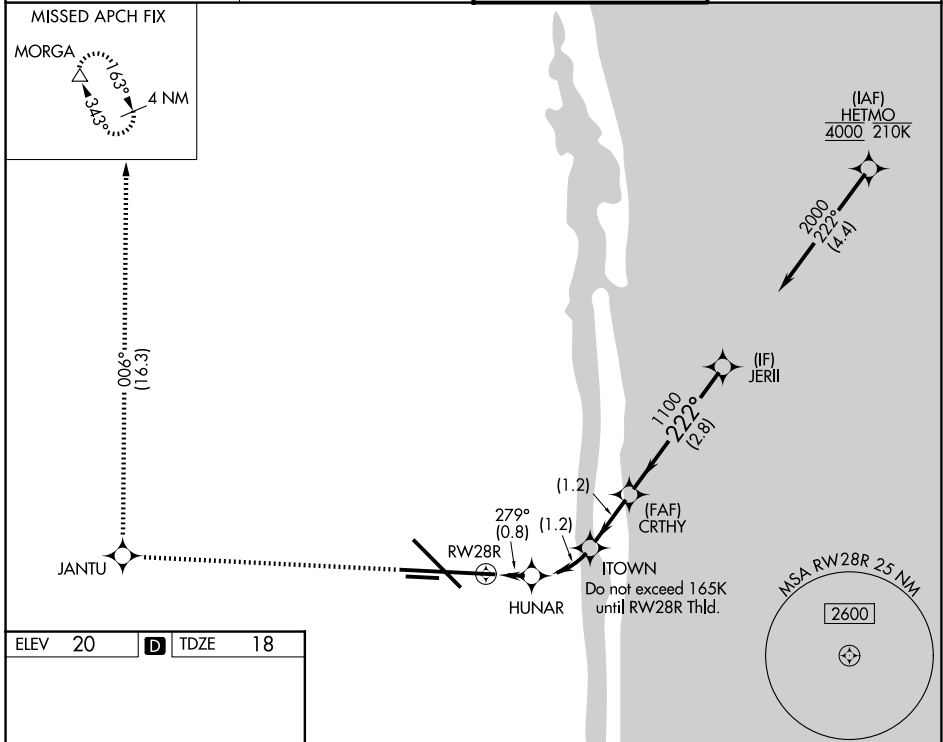 MISSED APCH FIX
MORGA
163°
343°
4 NM
(IAF)
HETMO
4000 210K
2000
222°
(4.4)
006°
(16.3)
(IF)
JERII
1100
222°
(2.8)
(1.2)
(FAF)
CRTHY
279°
(0.8)
(1.2)
RW28R
ITOWN
Do not exceed 165K
until RW28R Thld.
JANTU
HUNAR
MSA RW28R 25 NM
2600
ELEV 20 D TDZE 18